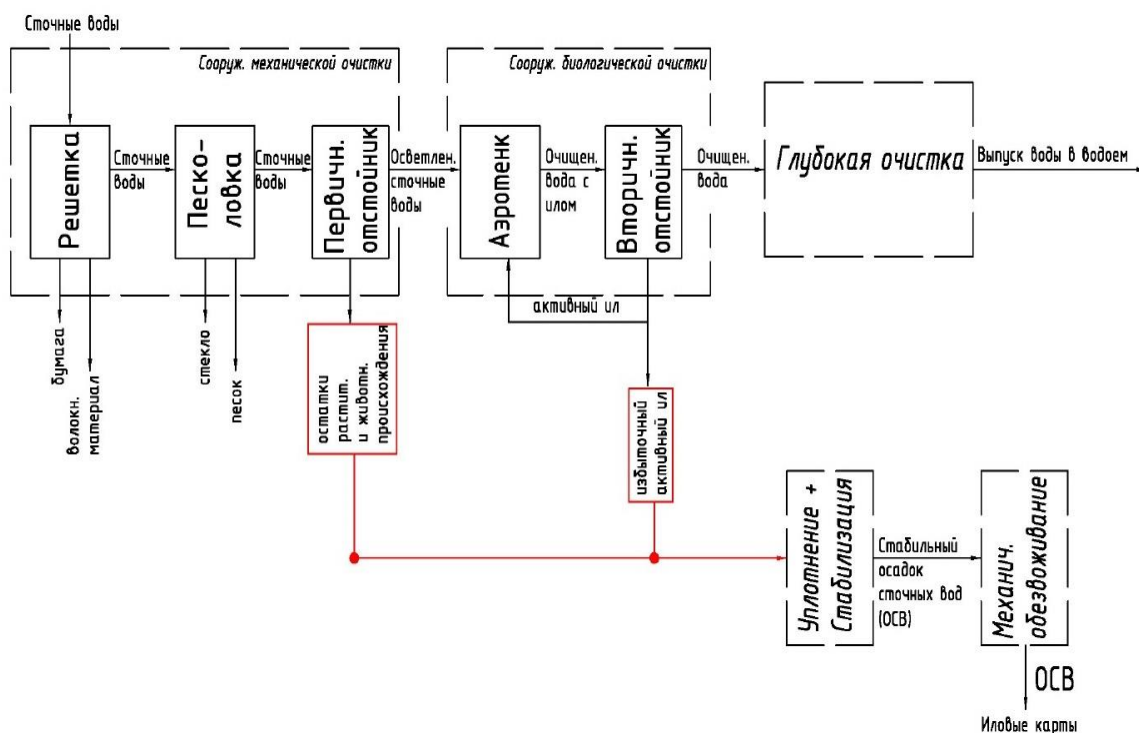 Сточные воды
Сооруж. механической очистки
Решетка
Сточные
воды
Песко-
ловка
Сточные
воды
Первичн.
отстойник
Осветлен.
сточные
воды
Сооруж. биологической очистки
Аэротенк
Очищен.
вода с
илом
Вторичн.
отстойник
Очищен.
вода
Глубокая очистка
Выпуск воды в водоем
активный ил
бумага
волокн.
материал
стекло
песок
остатки
растит.
и животн.
происхождения
избыточный
активный ил
Уплотнение +
Стабилизация
Стабильный
осадок
сточных вод
(ОСВ)
Механич.
обезвоживание
ОСВ
Иловые карты